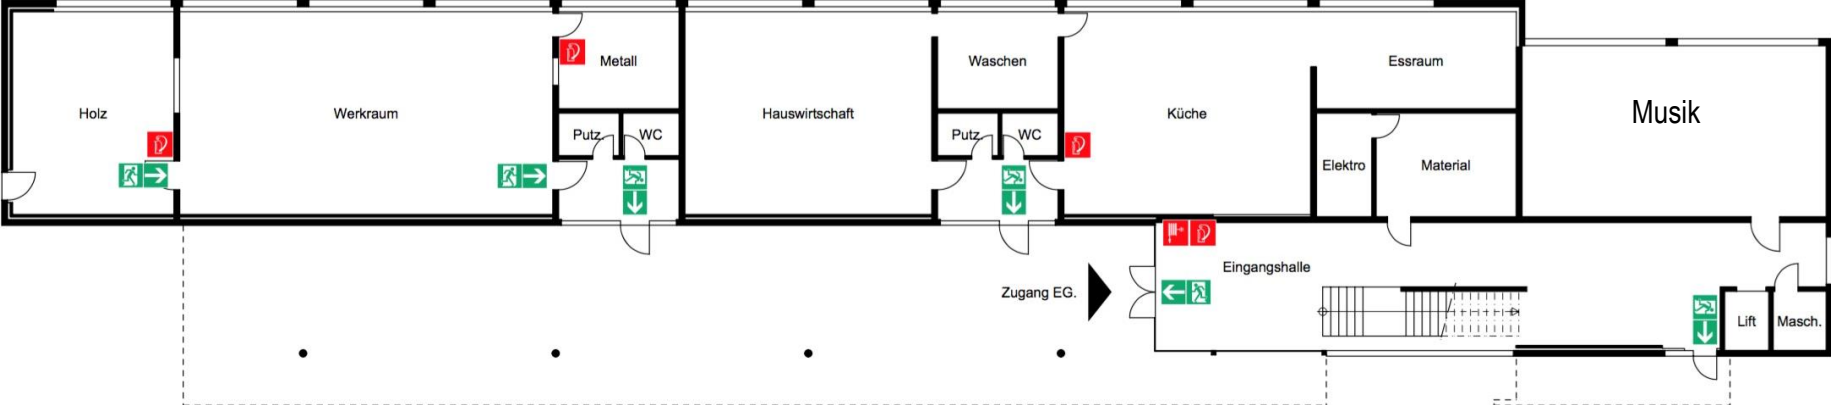 Holz
Werkraum
Metall
Putz.
WC
Hauswirtschaft
Waschen
Putz.
WC
Küche
Essraum
Elektro
Material
Musik
Eingangshalle
Zugang EG.
Lift
Masch.